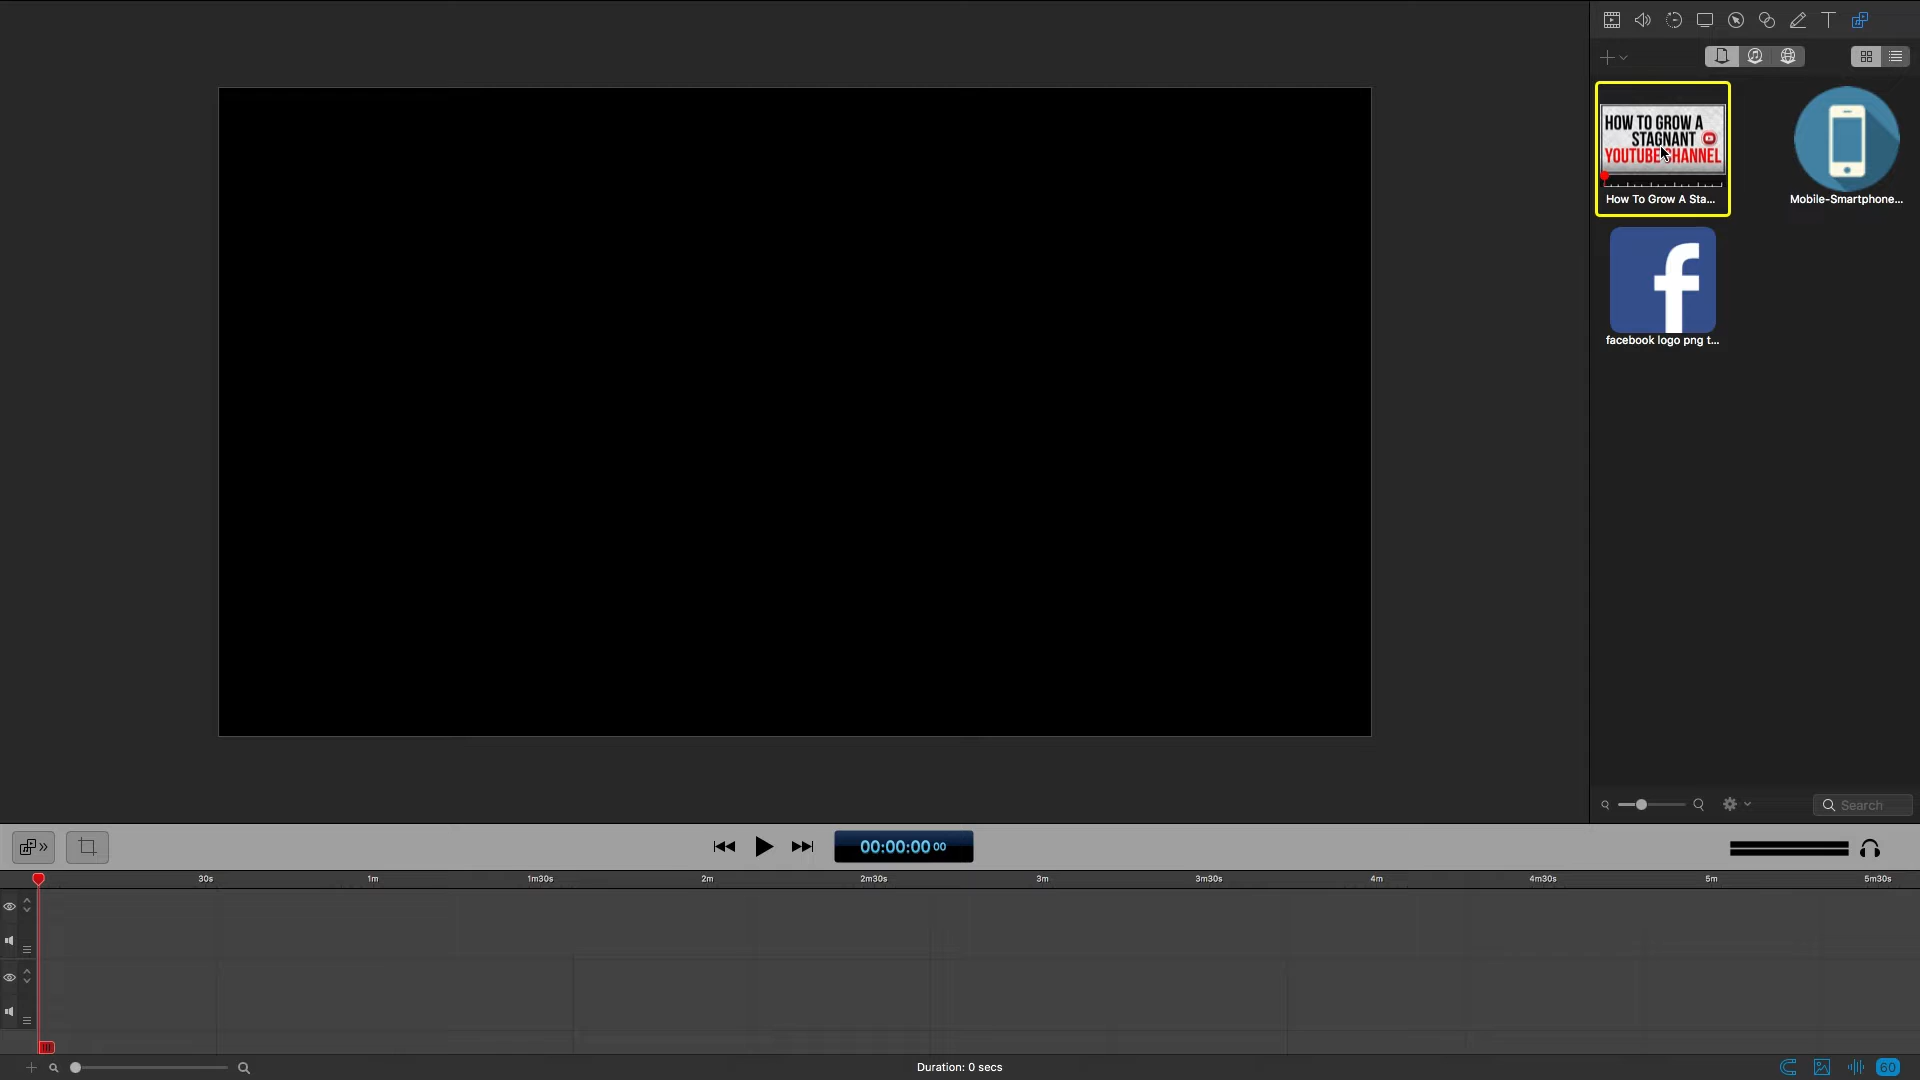 HOW TO GROW A
STAGNANT
YOUTUBE CHANNEL
How To Grow A Sta...
Mobile-Smartphone...
f
facebook logo png t...
Search
00:00:00 00
30s
1m
1m30s
2m
2m30s
3m
3m30s
4m
4m30s
5m
5m30s
Duration: 0 secs
60